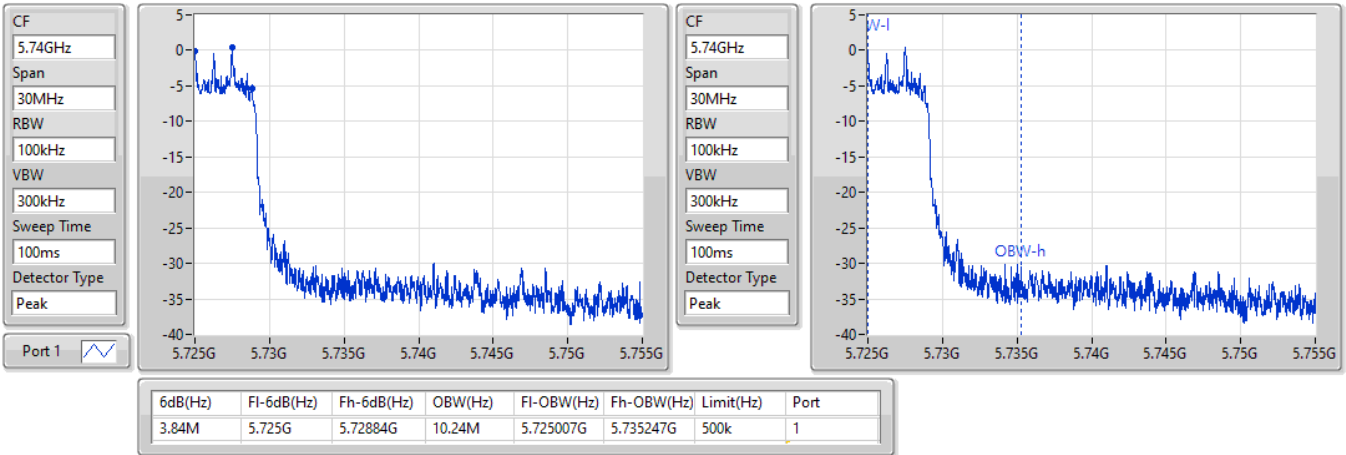 CF
5.74GHz
Span
30MHz
RBW
100kHz
VBW
300kHz
Sweep Time
100ms
Detector Type
Peak
Port 1
5
0
-5
-10
-15
-20
-25
-30
-35
-40
5.725G 5.73G 5.735G 5.74G 5.745G 5.75G 5.755G
CF
5.74GHz
Span
30MHz
RBW
100kHz
VBW
300kHz
Sweep Time
100ms
Detector Type
Peak
5
0
-5
-10
-15
-20
-25
-30
-35
-40
W-l
OBW-h
5.725G 5.73G 5.735G 5.74G 5.745G 5.75G 5.755G
6dB(Hz) Fl-6dB(Hz) Fh-6dB(Hz) OBW(Hz) Fl-OBW(Hz) Fh-OBW(Hz) Limit(Hz) Port
3.84M 5.725G 5.72884G 10.24M 5.725007G 5.735247G 500k 1